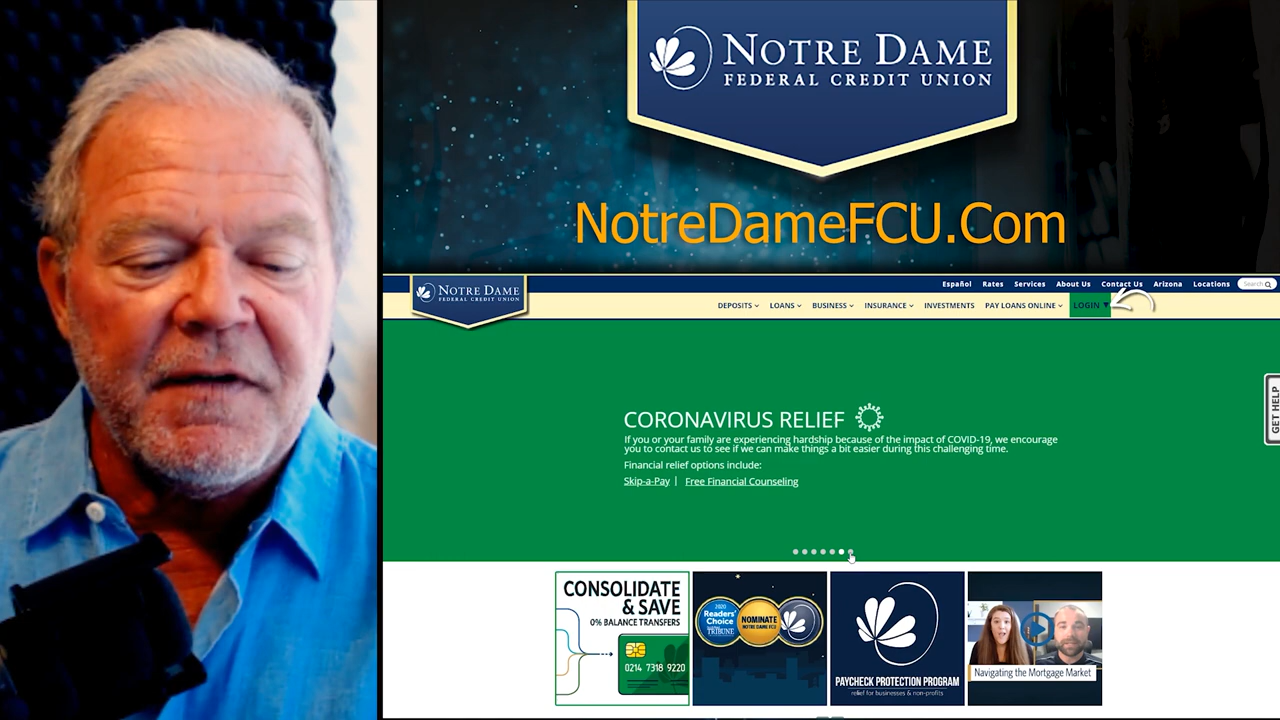 NOTRE DAME
FEDERAL CREDIT UNION
NotreDameFCU.Com
NOTRE DAME
FEDERAL CREDIT UNION
Español Rates Services About Us Contact Us Arizona Locations Search
DEPOSITS LOANS BUSINESS INSURANCE INVESTMENTS PAY LOANS ONLINE LOGIN
GET HELP
CORONAVIRUS RELIEF
If you or your family are experiencing hardship because of the impact of COVID-19, we encourage
you to contact us to see if we can make things a bit easier during this challenging time.
Financial relief options include:
Skip-a-Pay | Free Financial Counseling
CONSOLIDATE
& SAVE
0% BALANCE TRANSFERS
0214 7318 9220
2020
Readers'
Choice
TRIBUNE
NOMINATE
NOTRE DAME FCU
PAYCHECK PROTECTION PROGRAM
relief for businesses & non-profits
Navigating the Mortgage Market